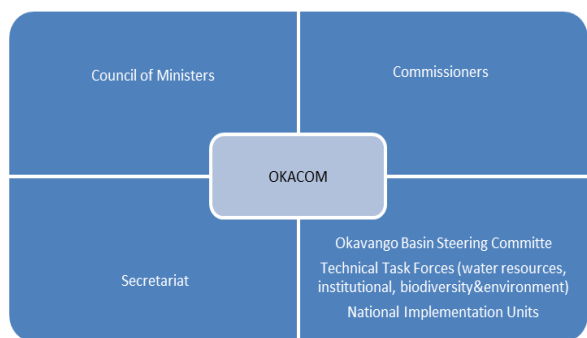 Council of Ministers
Commissioners
OKACOM
Secretariat
Okavango Basin Steering Committe
Technical Task Forces (water resources,
institutional, biodiversity&environment)
National Implementation Units